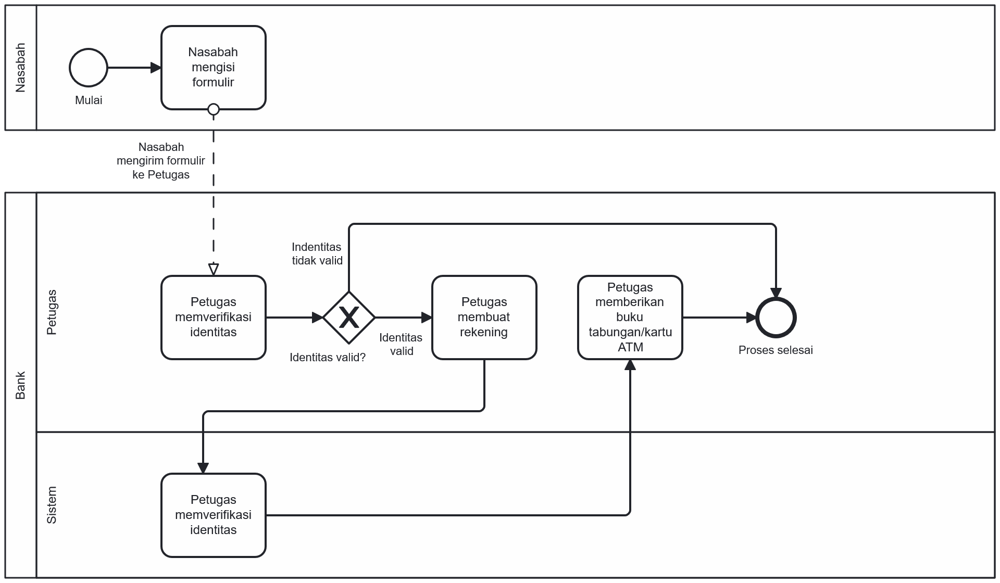 Nasabah
Mulai
Nasabah
mengisi
formulir
Nasabah
mengirim formulir
ke Petugas
Bank
Petugas
Petugas
memverifikasi
identitas
Identitas valid?
Indentitas
tidak valid
Identitas
valid
Petugas
membuat
rekening
Petugas
memberikan
buku
tabungan/kartu
ATM
Proses selesai
Sistem
Petugas
memverifikasi
identitas